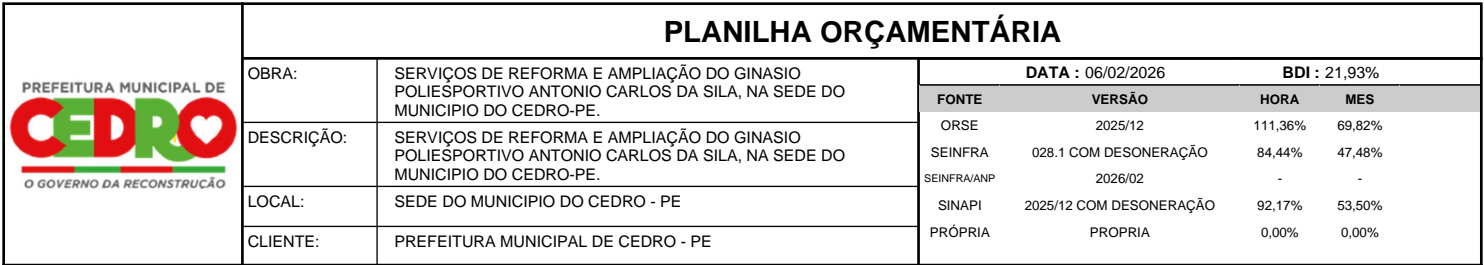 PLANILHA ORÇAMENTÁRIA
PREFEITURA MUNICIPAL DE
CEDRO
O GOVERNO DA RECONSTRUÇÃO
OBRA:
SERVIÇOS DE REFORMA E AMPLIAÇÃO DO GINASIO
POLIESPORTIVO ANTONIO CARLOS DA SILA, NA SEDE DO
MUNICIPIO DO CEDRO-PE.
DESCRIÇÃO:
SERVIÇOS DE REFORMA E AMPLIAÇÃO DO GINASIO
POLIESPORTIVO ANTONIO CARLOS DA SILA, NA SEDE DO
MUNICIPIO DO CEDRO-PE.
LOCAL: SEDE DO MUNICIPIO DO CEDRO - PE
CLIENTE: PREFEITURA MUNICIPAL DE CEDRO - PE
DATA : 06/02/2026 BDI : 21,93%
FONTE VERSÃO HORA MES
ORSE 2025/12 111,36% 69,82%
SEINFRA 028.1 COM DESONERAÇÃO 84,44% 47,48%
SEINFRA/ANP 2026/02 - -
SINAPI 2025/12 COM DESONERAÇÃO 92,17% 53,50%
PRÓPRIA PROPRIA 0,00% 0,00%